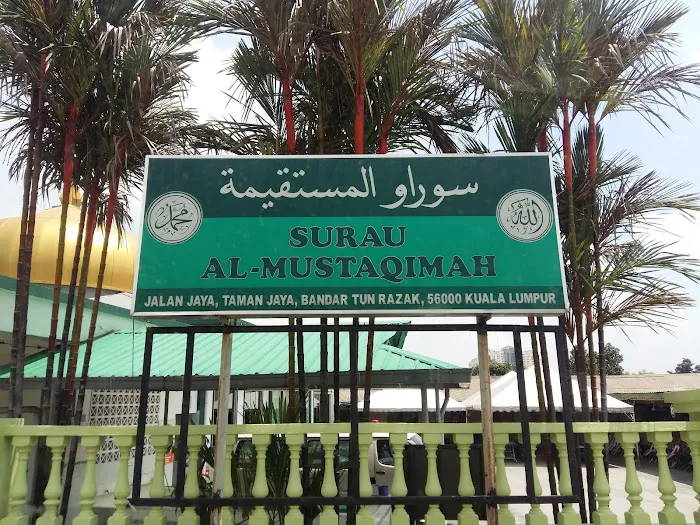 سوراو المستقيمة
محمد
الله
SURAU
AL-MUSTAQIMAH
JALAN JAYA, TAMAN JAYA, BANDAR TUN RAZAK, 56000 KUALA LUMPUR